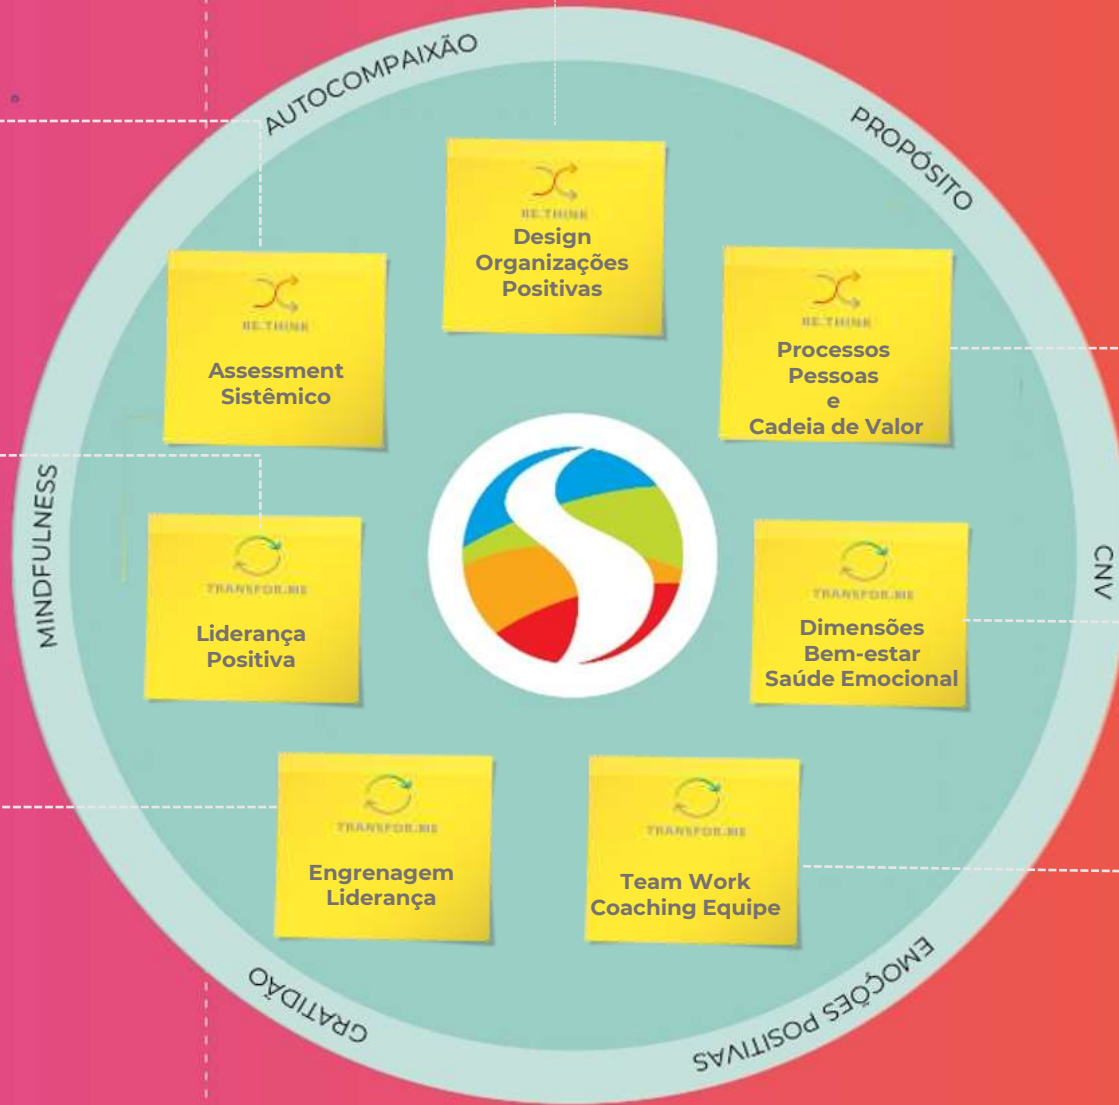 AUTOCOMPAIXÃO
PROPÓSITO
RE.THINK
Design
Organizações
Positivas
RE.THINK
Assessment
Sistêmico
RE.THINK
Processos
Pessoas
e
Cadeia de Valor
MINDFULNESS
CNV
TRANSFOR.ME
Liderança
Positiva
TRANSFOR.ME
Dimensões
Bem-estar
Saúde Emocional
TRANSFOR.ME
Engrenagem
Liderança
TRANSFOR.ME
Team Work
Coaching Equipe
GRATIDÃO
EMOÇÕES POSITIVAS